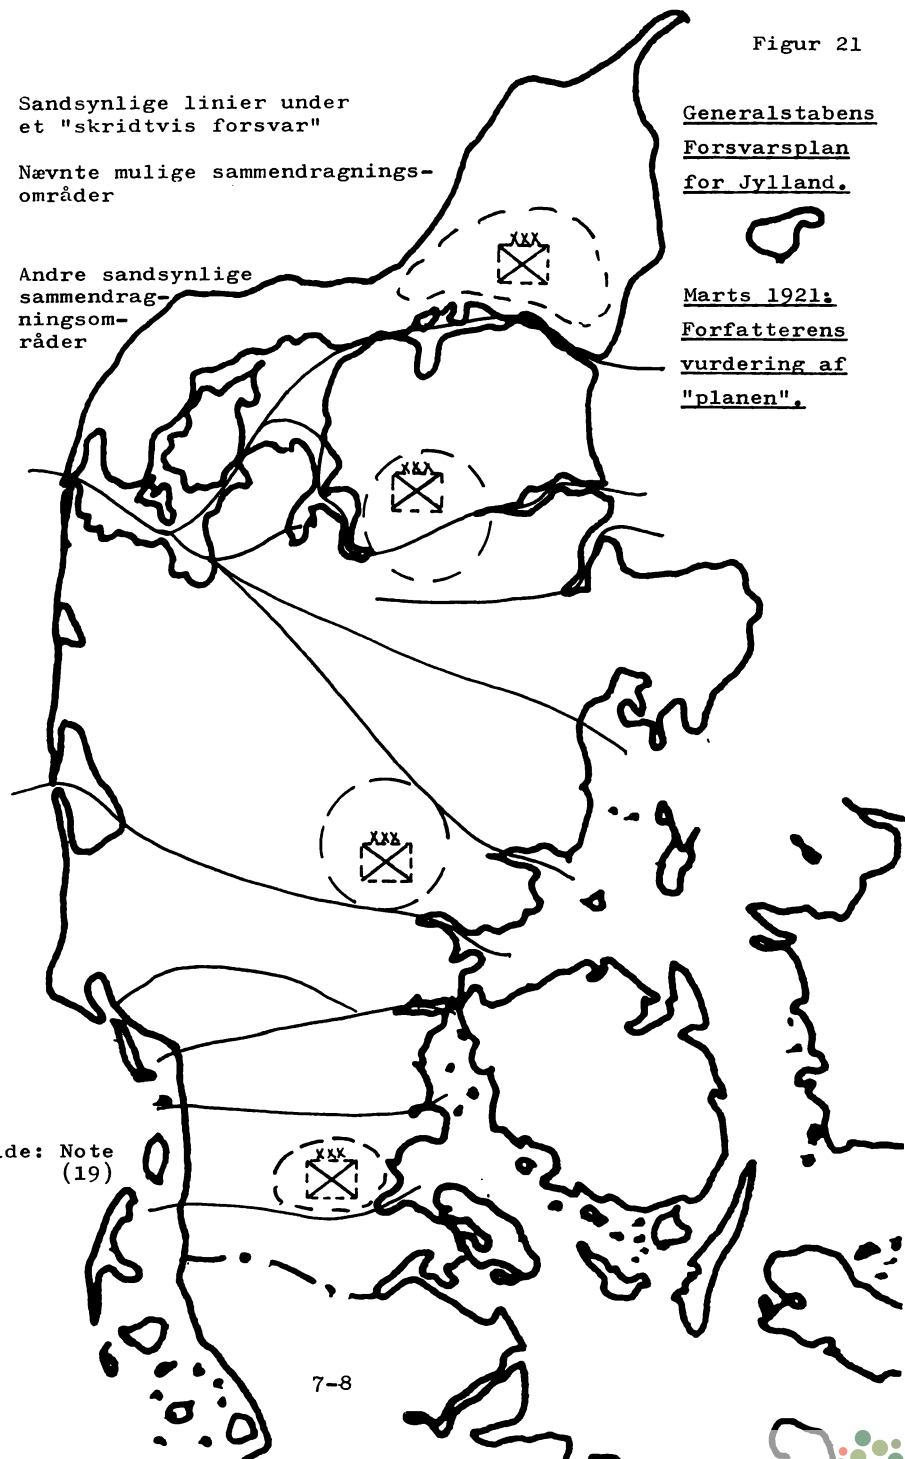 Figur 21
Sandsynlige linier under
et "skridtvis forsvar"
Nævnte mulige sammendragnings-
områder
Andre sandsynlige
sammendrag-
ningsom-
råder
Generalstabens
Forsvarsplan
for Jylland.
Marts 1921:
Forfatterens
vurdering af
"planen".
xxx
xxx
xxx
xxx
lde: Note
(19)
7-8